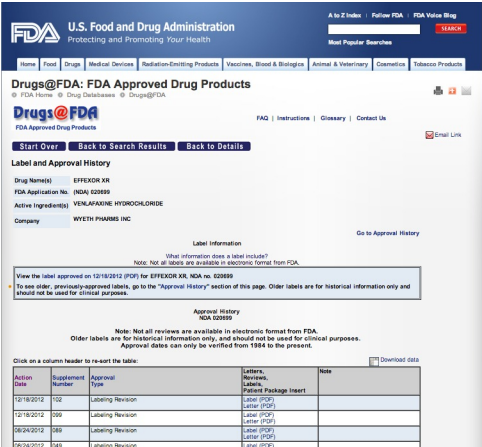 A to Z Index | Follow FDA | FDA Voice Blog
FDA
U.S. Food and Drug Administration
Protecting and Promoting Your Health
SEARCH
Most Popular Searches
Home Food Drugs Medical Devices Radiation-Emitting Products Vaccines, Blood & Biologics Animal & Veterinary Cosmetics Tobacco Products
Drugs@FDA: FDA Approved Drug Products
FDA Home Drug Databases Drugs@FDA
Drugs@FDA
FDA Approved Drug Products
FAQ | Instructions | Glossary | Contact Us
Email Link
Start Over Back to Search Results Back to Details
Label and Approval History
Drug Name(s) EFFEXOR XR
FDA Application No. (NDA) 020699
Active Ingredient(s) VENLAFAXINE HYDROCHLORIDE
Company WYETH PHARMS INC
Go to Approval History
Label Information
What information does a label include?
Note: Not all labels are available in electronic format from FDA.
View the label approved on 12/18/2012 (PDF) for EFFEXOR XR, NDA no. 020699
To see older, previously-approved labels, go to the "Approval History" section of this page. Older labels are for historical information only and
should not be used for clinical purposes.
Approval History
NDA 020699
Note: Not all reviews are available in electronic format from FDA.
Older labels are for historical information only, and should not be used for clinical purposes.
Approval dates can only be verified from 1984 to the present.
Click on a column header to re-sort the table:
Download data
Action Date Supplement Number Approval Type Letters, Reviews, Labels, Patient Package Insert Note
12/18/2012 102 Labeling Revision Label (PDF)
Letter (PDF)
12/18/2012 099 Labeling Revision Label (PDF)
Letter (PDF)
08/24/2012 089 Labeling Revision Label (PDF)
Letter (PDF)
08/24/2012 049 Labeling Revision Label (PDF)